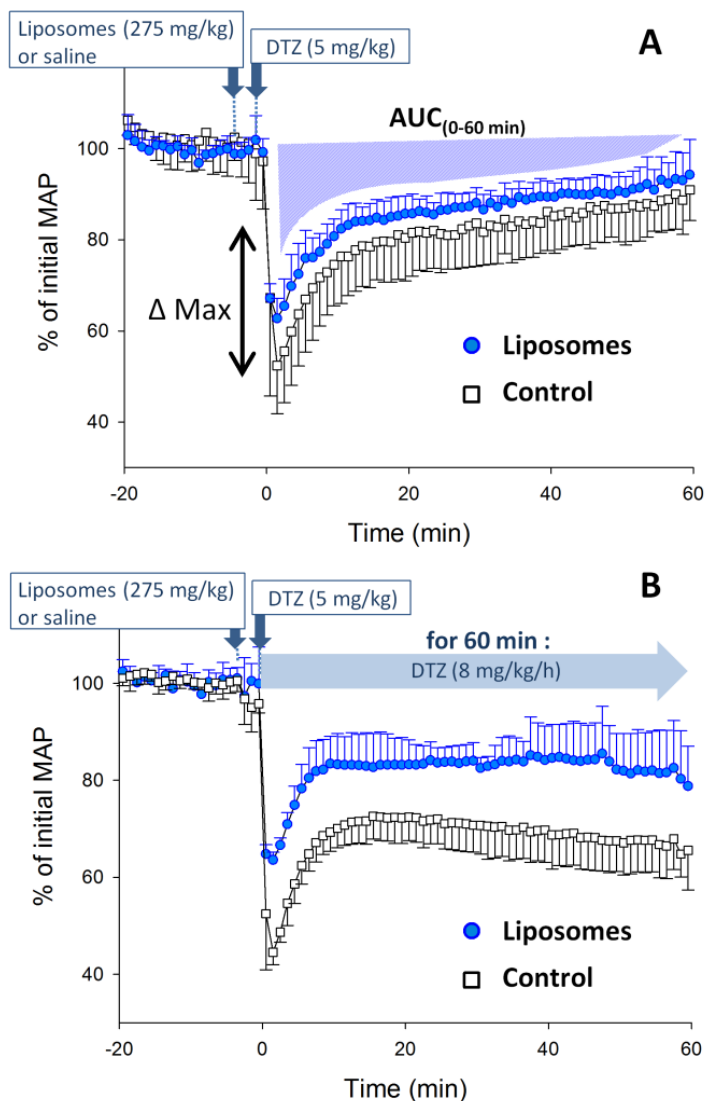 Liposomes (275 mg/kg)
or saline
DTZ (5 mg/kg)
A
AUC(0-60 min)
100
80
60
40
% of initial MAP
Δ Max
Liposomes
Control
-20
0
20
40
60
Time (min)
Liposomes (275 mg/kg)
or saline
DTZ (5 mg/kg)
B
for 60 min :
DTZ (8 mg/kg/h)
100
80
60
40
% of initial MAP
Liposomes
Control
-20
0
20
40
60
Time (min)